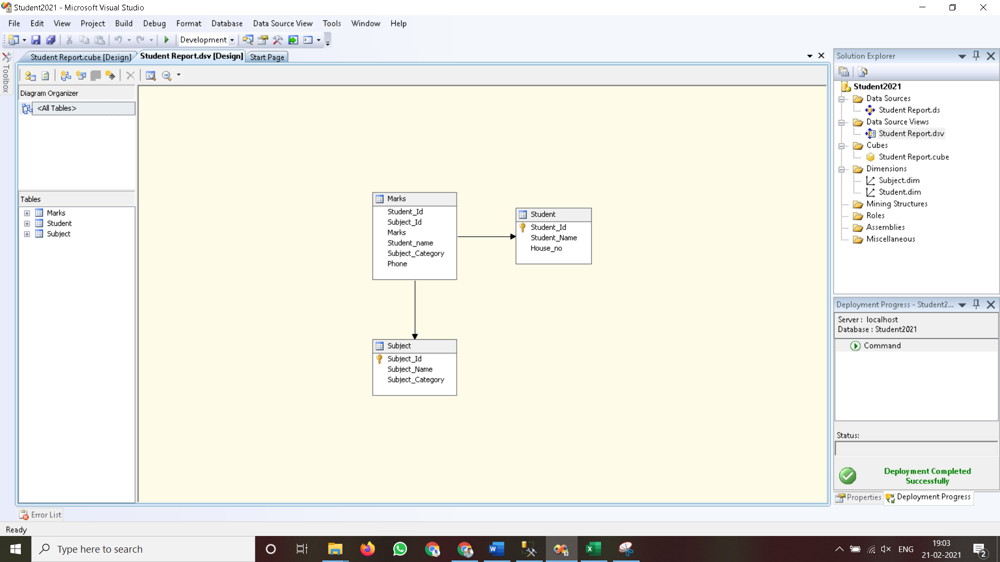 Student2021 - Microsoft Visual Studio
File Edit View Project Build Debug Format Database Data Source View Tools Window Help
Development
Student Report.cube [Design] Student Report.dsv [Design] Start Page
Toolbox
Diagram Organizer
<All Tables>
Tables
Marks
Student
Subject
Marks
Student_Id
Subject_Id
Marks
Student_name
Subject_Category
Phone
Student
Student_Id
Student_Name
House_no
Subject
Subject_Id
Subject_Name
Subject_Category
Solution Explorer
Student2021
Data Sources
Student Report.ds
Data Source Views
Student Report.dsv
Cubes
Student Report.cube
Dimensions
Subject.dim
Student.dim
Mining Structures
Roles
Assemblies
Miscellaneous
Deployment Progress - Student2...
Server : localhost
Database : Student2021
Command
Status:
Deployment Completed
Successfully
Properties Deployment Progress
Error List
Ready
Type here to search
ENG
19:03
21-02-2021
2